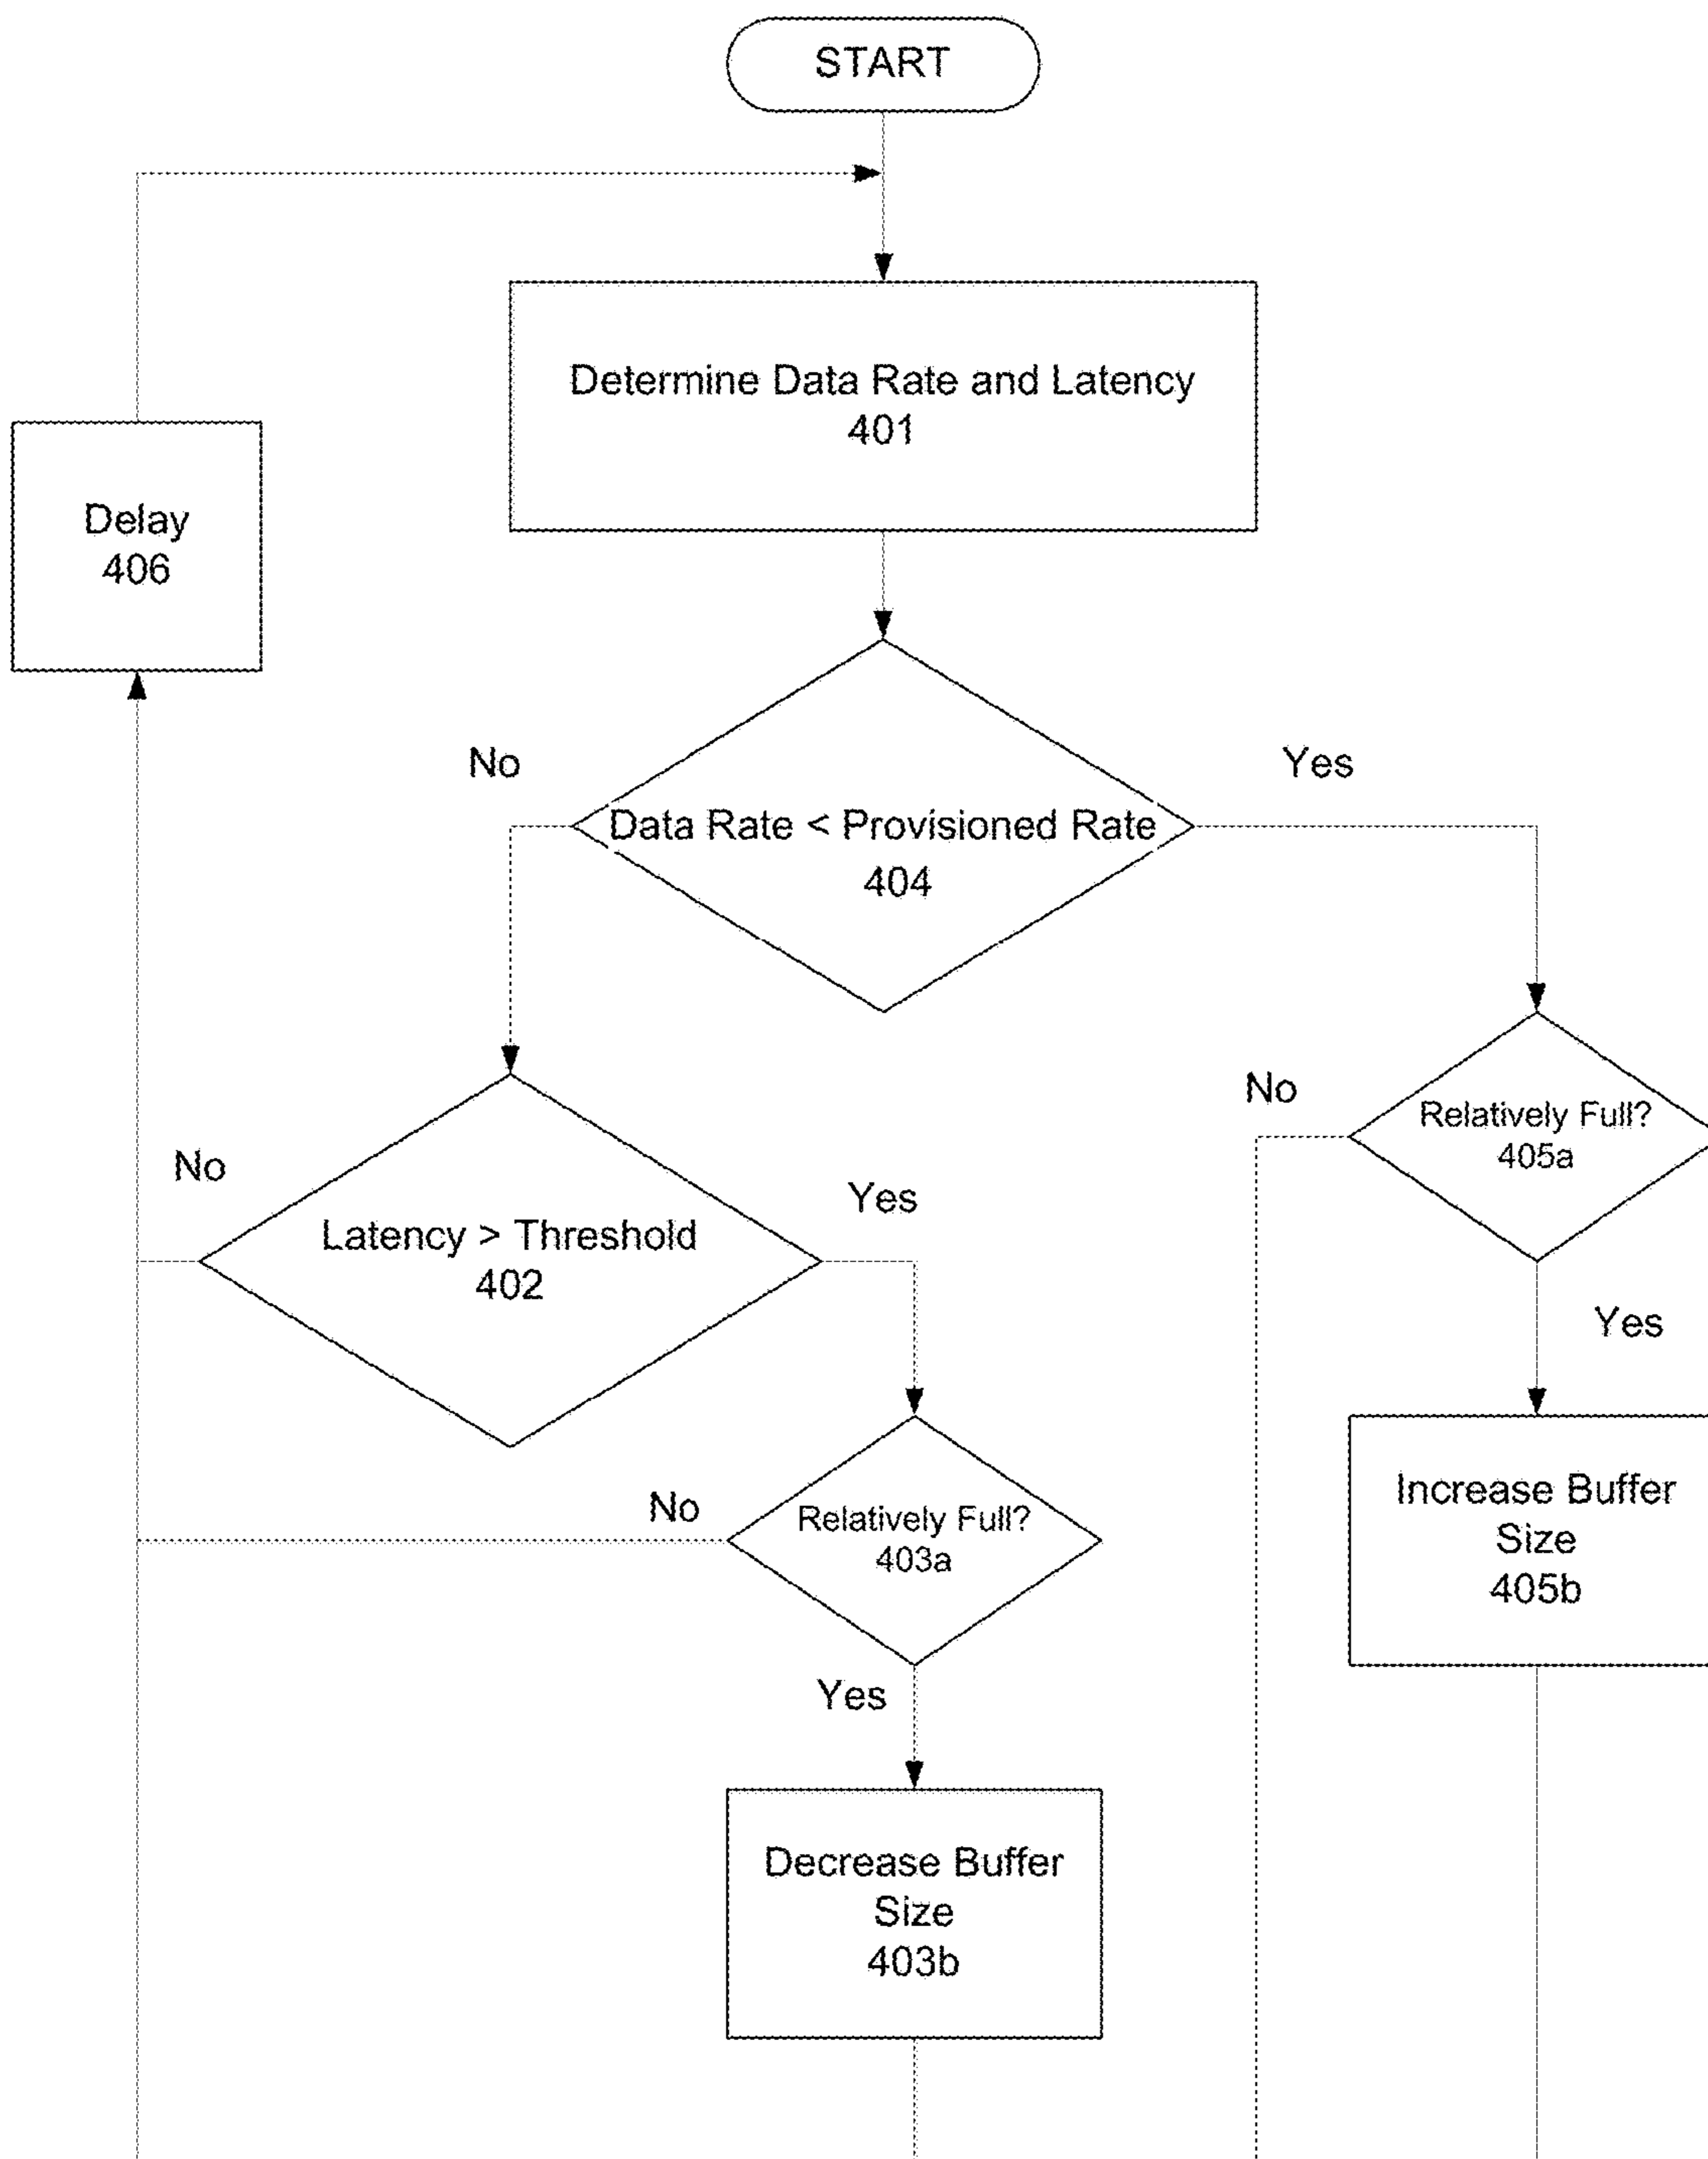 START
Determine Data Rate and Latency
401
Delay
406
No
Yes
Data Rate < Provisioned Rate
404
No
Relatively Full?
405a
No
Yes
Latency > Threshold
402
Yes
Increase Buffer
Size
405b
No
Relatively Full?
403a
Yes
Decrease Buffer
Size
403b